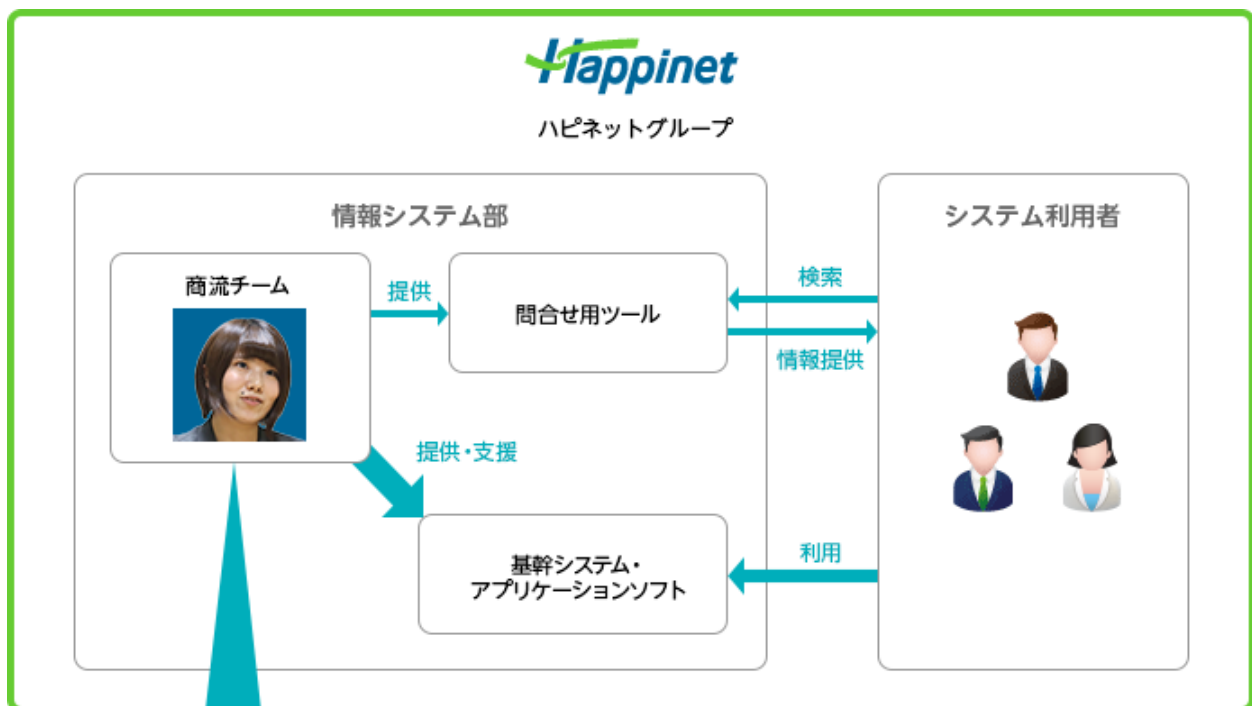 Happinet
ハピネットグループ
情報システム部
システム利用者
商流チーム
提供
問合せ用ツール
検索
情報提供
提供・支援
基幹システム・
アプリケーションソフト
利用